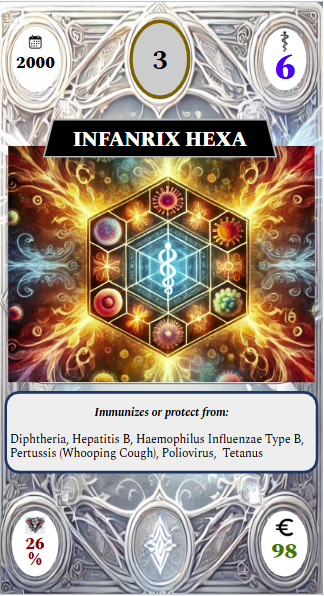 2000
3
6
INFANRIX HEXA
Immunizes or protect from:
Diphtheria, Hepatitis B, Haemophilus Influenzae Type B,
Pertussis (Whooping Cough), Poliovirus, Tetanus
26
%
€
98